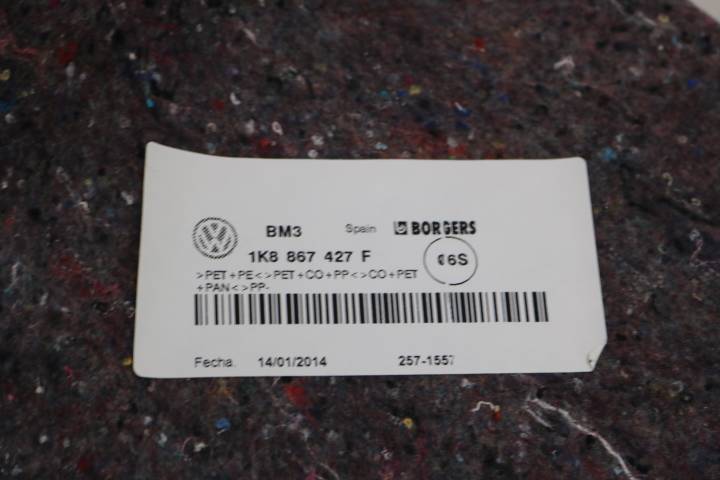 BM3 Spain BORGERS
1K8 867 427 F
06S
>PET+PE<>PET+CO+PP<>CO+PET
+PAN<>PP-
Fecha. 14/01/2014 257-1557